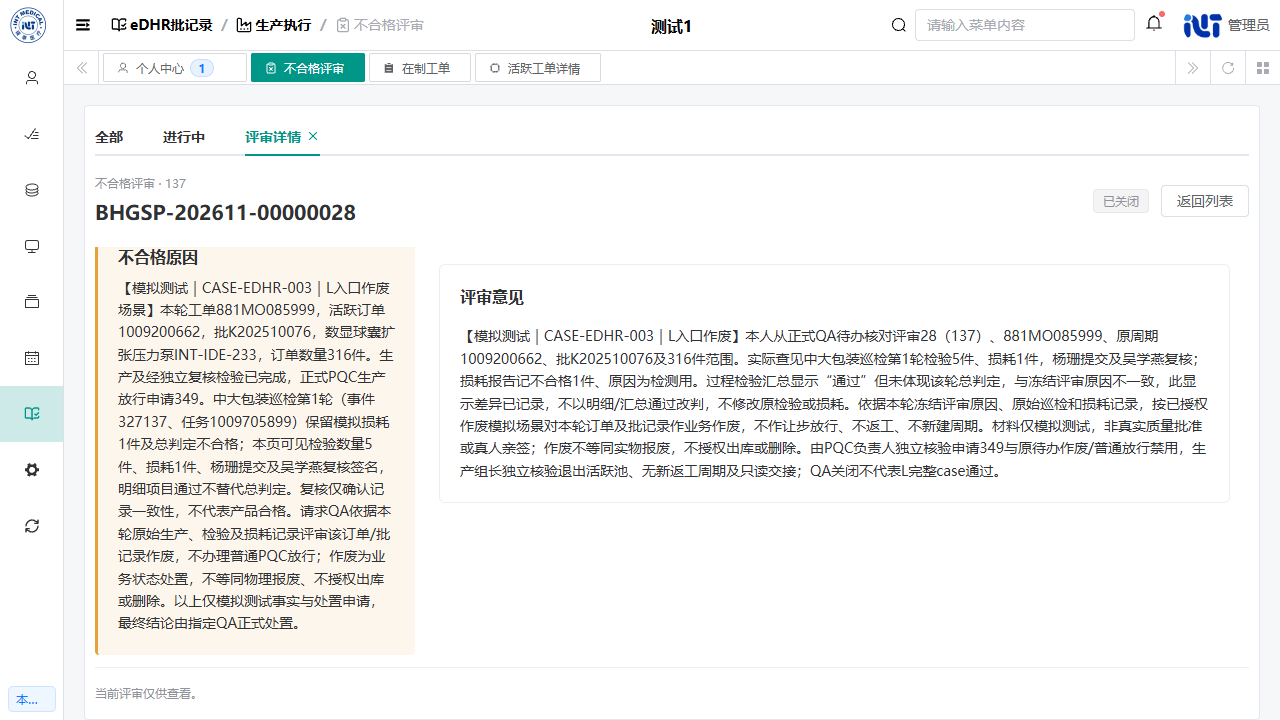 eDHR批记录 / 生产执行 / 不合格评审
测试1
请输入菜单内容
管理员
个人中心 1
不合格评审
在制工单
活跃工单详情
全部
进行中
评审详情
不合格评审 · 137
BHGSP-202611-00000028
已关闭
返回列表
不合格原因
【模拟测试｜CASE-EDHR-003｜L入口作废
场景】本轮工单881MO085999，活跃订单
1009200662，批K202510076，数显球囊扩
张压力泵INT-IDE-233，订单数量316件。生
产及经独立复核检验已完成，正式PQC生产
放行申请349。中大包装巡检第1轮（事件
327137、任务1009705899）保留模拟损耗
1件及总判定不合格；本页可见检验数量5
件、损耗1件、杨珊提交及吴学燕复核签名，
明细项目通过不替代总判定。复核仅确认记
录一致性，不代表产品合格。请求QA依据本
轮原始生产、检验及损耗记录评审该订单/批
记录作废，不办理普通PQC放行；作废为业
务状态处置，不等同物理报废、不授权出库
或删除。以上仅模拟测试事实与处置申请，
最终结论由指定QA正式处置。
评审意见
【模拟测试｜CASE-EDHR-003｜L入口作废】本人从正式QA待办核对评审28（137）、881MO085999、原周期
1009200662、批K202510076及316件范围。实际查见中大包装巡检第1轮检验5件、损耗1件，杨珊提交及吴学燕复核；
损耗报告记不合格1件、原因为检测用。过程检验汇总显示“通过”但未体现该轮总判定，与冻结评审原因不一致，此显
示差异已记录，不以明细/汇总通过改判，不修改原检验或损耗。依据本轮冻结评审原因、原始巡检和损耗记录，按已授权
作废模拟场景对本轮订单及批记录作业务作废，不作让步放行、不返工、不新建周期。材料仅模拟测试，非真实质量批准
或真人亲签；作废不等同实物报废，不授权出库或删除。由PQC负责人独立核验申请349与原待办作废/普通放行禁用，生
产组长独立核验退出活跃池、无新返工周期及只读交接；QA关闭不代表L完整case通过。
当前评审仅供查看。
本...